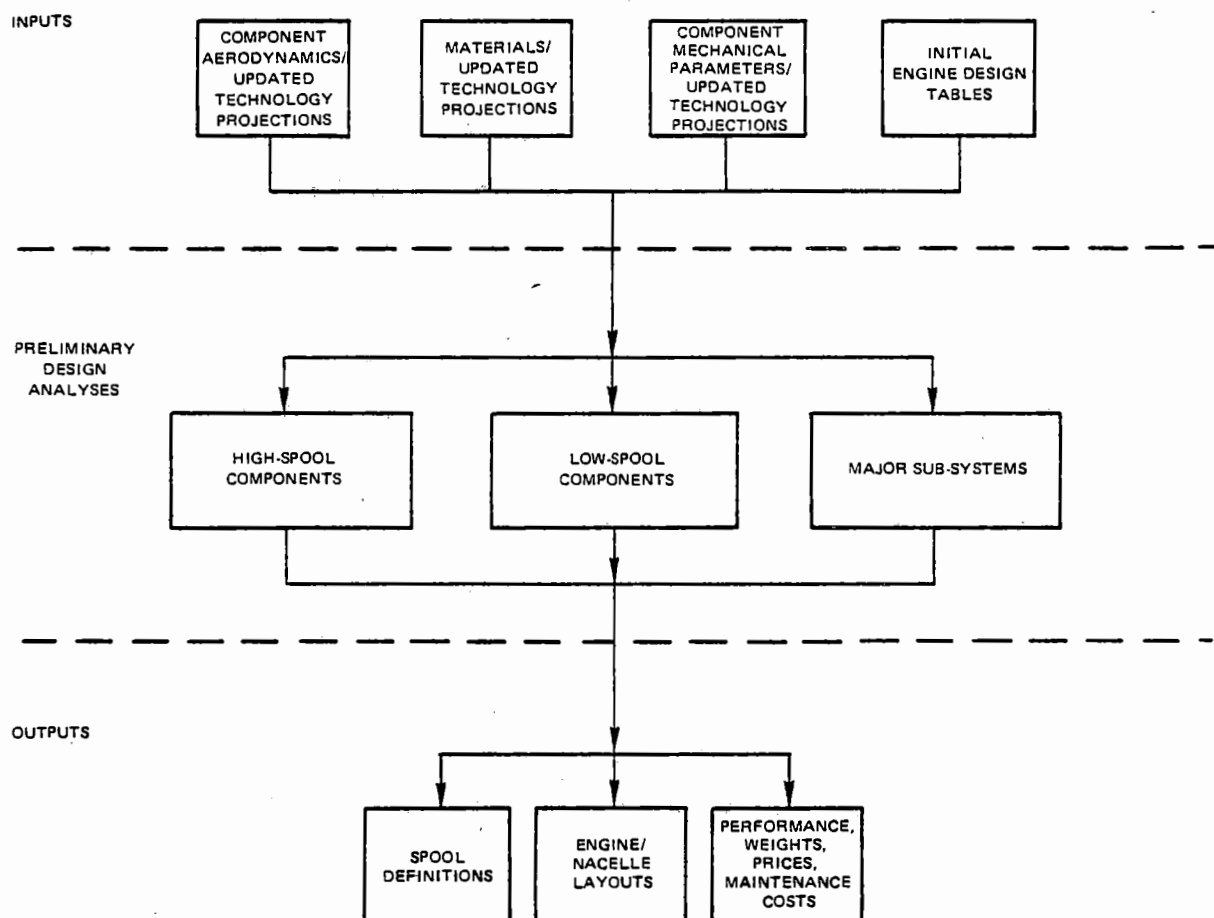 INPUTS
COMPONENT
AERODYNAMICS/
UPDATED
TECHNOLOGY
PROJECTIONS
MATERIALS/
UPDATED
TECHNOLOGY
PROJECTIONS
COMPONENT
MECHANICAL
PARAMETERS/
UPDATED
TECHNOLOGY
PROJECTIONS
INITIAL
ENGINE DESIGN
TABLES
PRELIMINARY
DESIGN
ANALYSES
HIGH-SPOOL
COMPONENTS
LOW-SPOOL
COMPONENTS
MAJOR SUB-SYSTEMS
OUTPUTS
SPOOL
DEFINITIONS
ENGINE/
NACELLE
LAYOUTS
PERFORMANCE,
WEIGHTS,
PRICES,
MAINTENANCE
COSTS